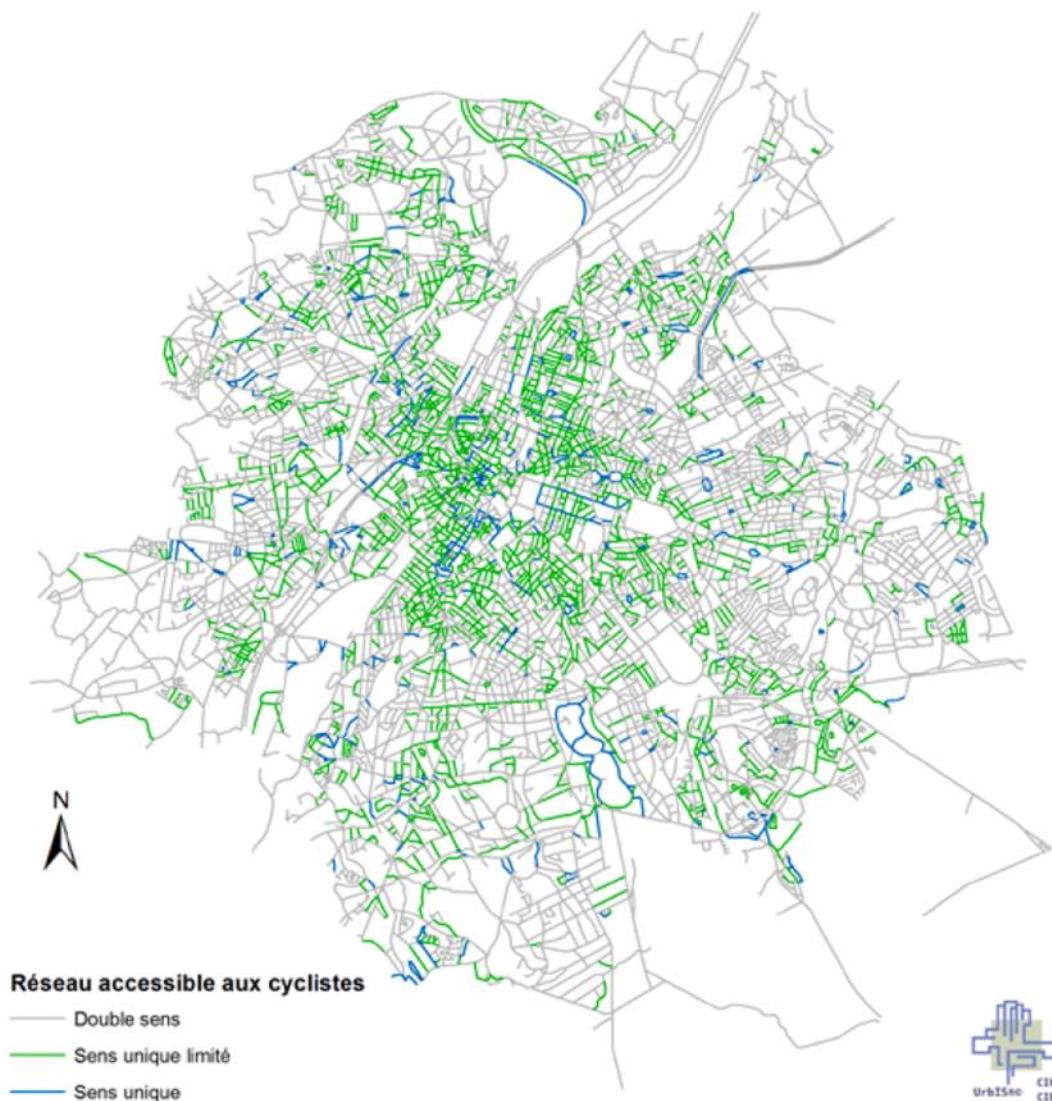 N
Réseau accessible aux cyclistes
Double sens
Sens unique limité
Sens unique
UrbIS